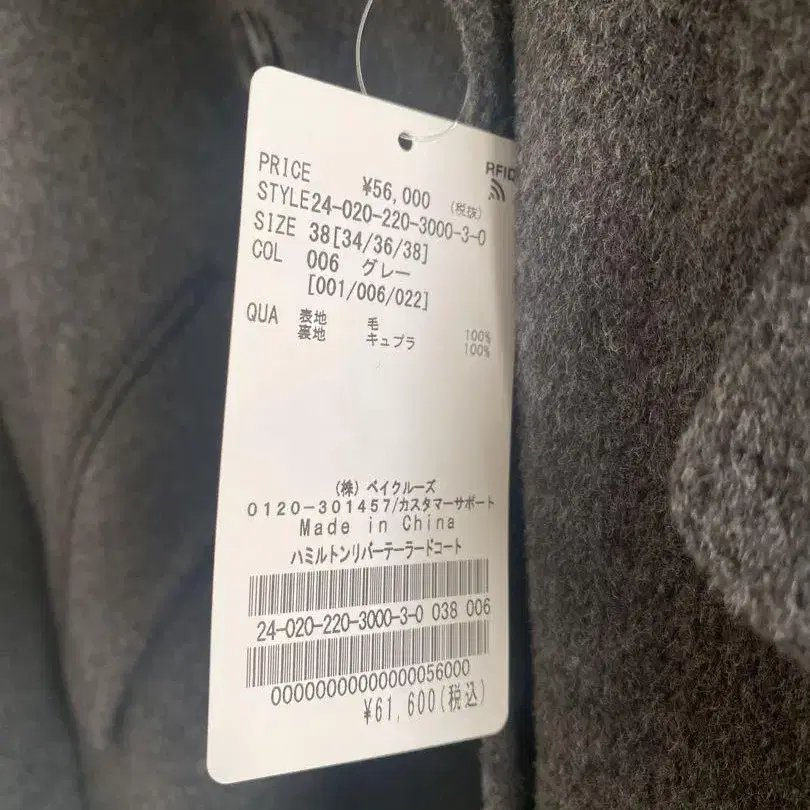 RFID
PRICE ¥56,000 (税抜)
STYLE24-020-220-3000-3-0
SIZE 38[34/36/38]
COL 006 グレー
[001/006/022]
QUA 表地 毛 100%
裏地 キュプラ 100%
(株) ベイクルーズ
0120-301457/カスタマーサポート
Made in China
ハミルトンリバーテーラードコート
24-020-220-3000-3-0 038 006
00000000000000056000
¥61,600(税込)